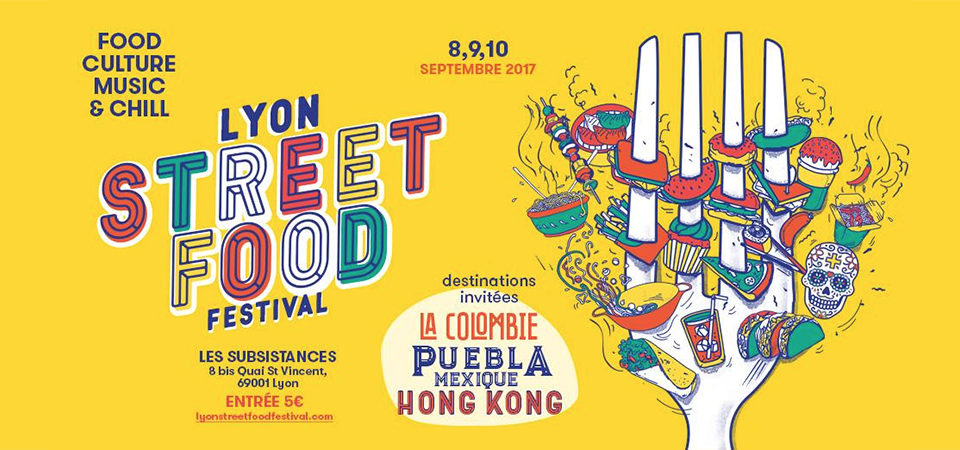 FOOD
CULTURE
MUSIC
& CHILL
8,9,10
SEPTEMBRE 2017
LYON
STREET
FOOD
FESTIVAL
LES SUBSISTANCES
8 bis Quai St Vincent,
69001 Lyon
ENTRÉE 5€
lyonstreetfoodfestival.com
destinations
invitées
LA COLOMBIE
PUEBLA
MEXIQUE
HONG KONG